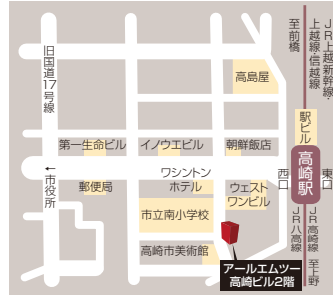 旧国道17号線
JR上越新幹線・
上越線・信越線
至前橋
高島屋
駅ビル
第一生命ビル
イノウエビル
朝鮮飯店
高崎駅
西口
東口
←市役所
郵便局
ワシントン
ホテル
ウェスト
ワンビル
市立南小学校
高崎市美術館
JR高崎線
JR八高線
至上野
アールエムツー
高崎ビル2階